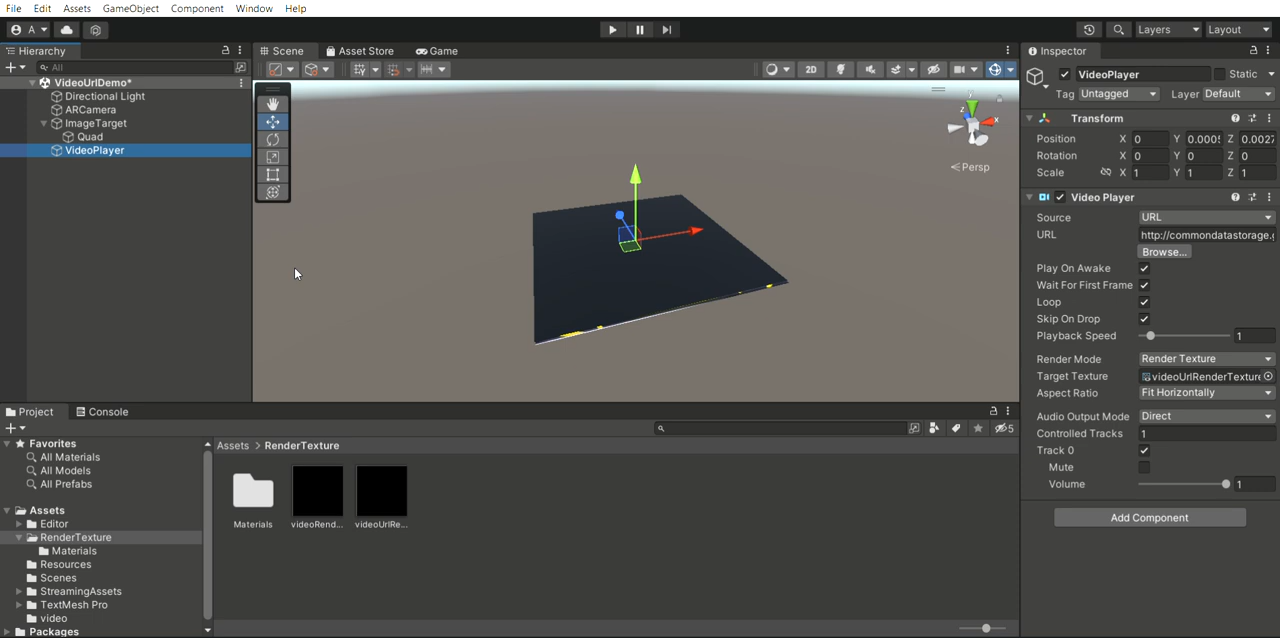 File Edit Assets GameObject Component Window Help
A Layers Layout
Hierarchy
All
VideoUrlDemo*
Directional Light
ARCamera
ImageTarget
Quad
VideoPlayer
Scene Asset Store Game
2D
y
z
x
Persp
Inspector
VideoPlayer Static
Tag Untagged Layer Default
Transform
Position X 0 Y 0.0005 Z 0.0027
Rotation X 0 Y 0 Z 0
Scale X 1 Y 1 Z 1
Video Player
Source URL
URL http://commondatastorage.g
Browse...
Play On Awake
Wait For First Frame
Loop
Skip On Drop
Playback Speed 1
Render Mode Render Texture
Target Texture videoUrlRenderTexture
Aspect Ratio Fit Horizontally
Audio Output Mode Direct
Controlled Tracks 1
Track 0
Mute
Volume 1
Add Component
Project Console
5
Favorites
All Materials
All Models
All Prefabs
Assets
Editor
RenderTexture
Materials
Resources
Scenes
StreamingAssets
TextMesh Pro
video
Packages
Assets > RenderTexture
Materials videoRend... videoUrlRe...